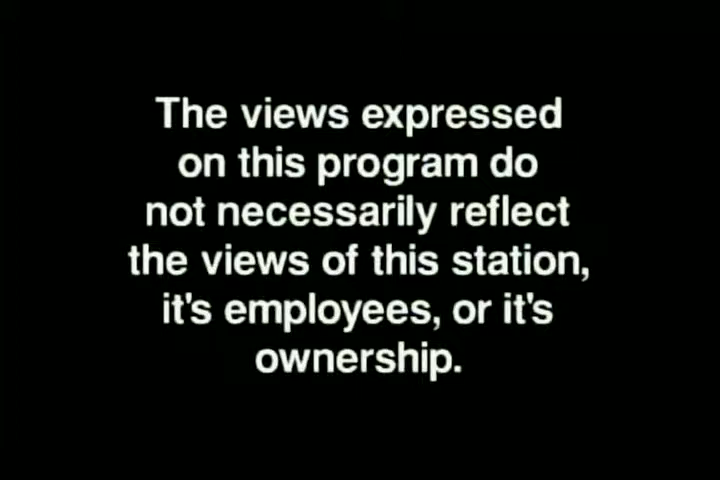 The views expressed
on this program do
not necessarily reflect
the views of this station,
it's employees, or it's
ownership.